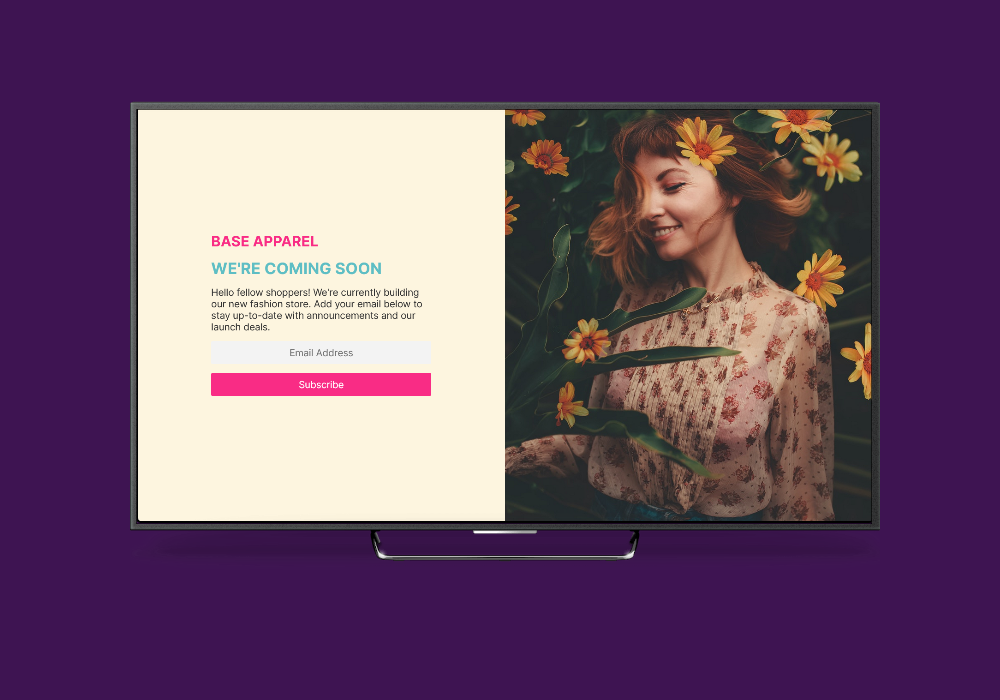 BASE APPAREL
WE'RE COMING SOON
Hello fellow shoppers! We're currently building
our new fashion store. Add your email below to
stay up-to-date with announcements and our
launch deals.
Email Address
Subscribe